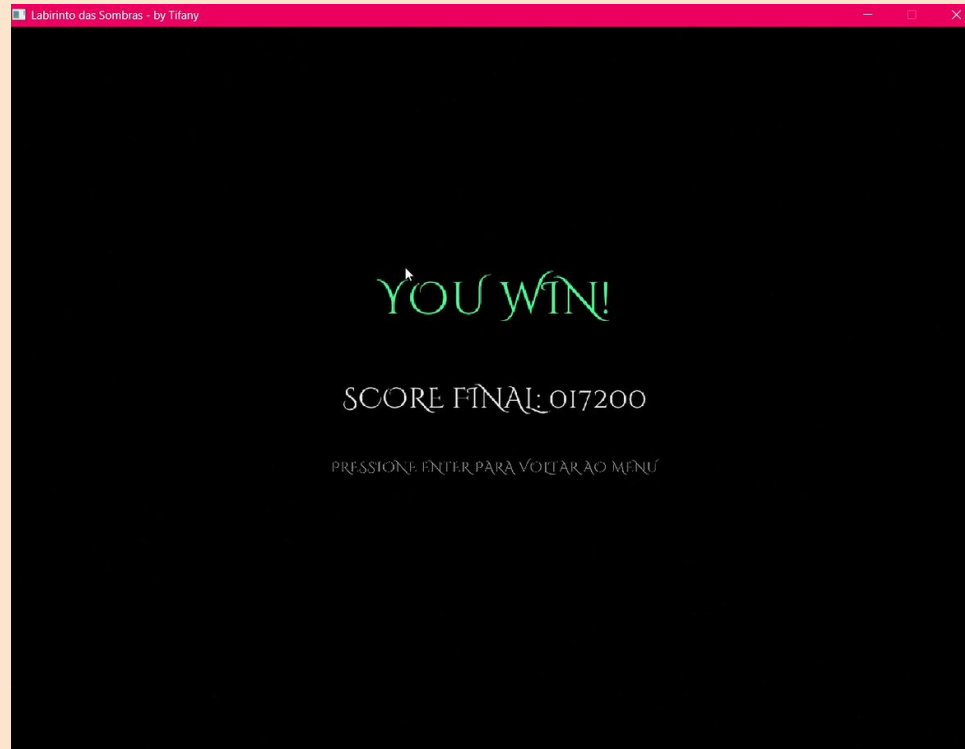 Labirinto das Sombras - by Tifany
YOU WIN!
SCORE FINAL: 017200
PRESSIONE ENTER PARA VOLTAR AO MENU